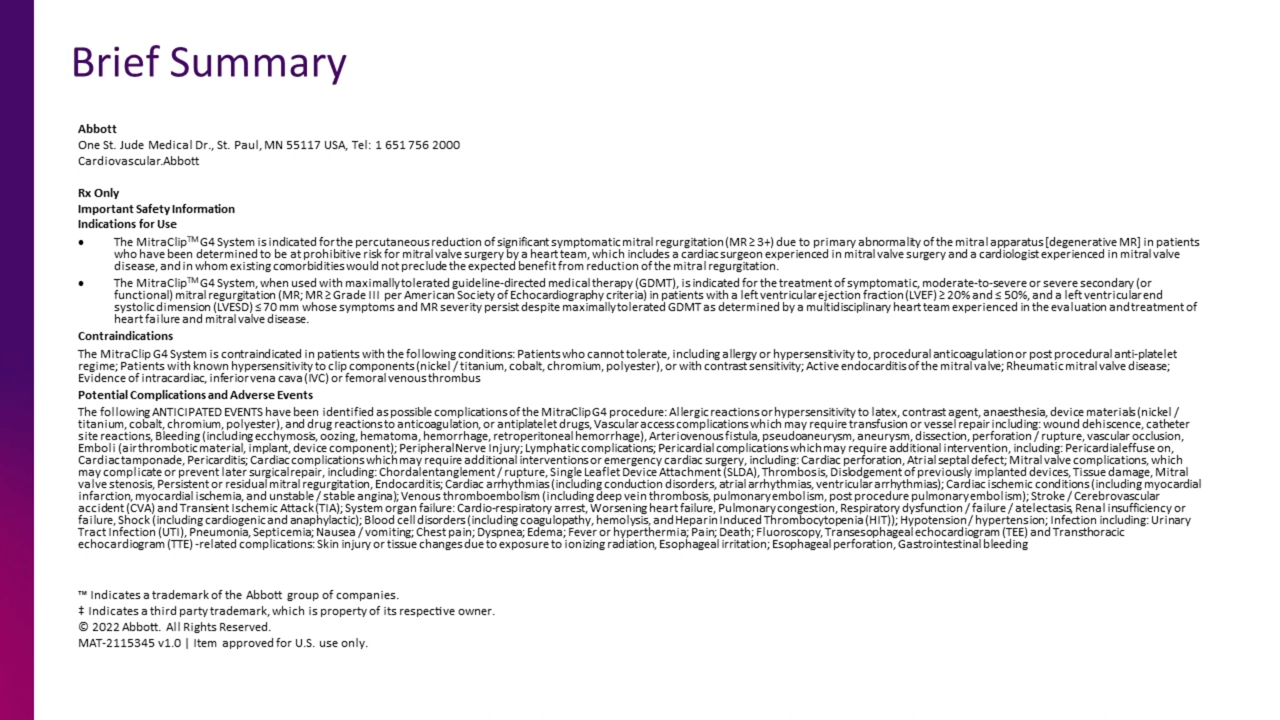 Brief Summary
Abbott
One St. Jude Medical Dr., St. Paul, MN 55117 USA, Tel: 1 651 756 2000
Cardiovascular.Abbott
Rx Only
Important Safety Information
Indications for Use
• The MitraClip™ G4 System is indicated for the percutaneous reduction of significant symptomatic mitral regurgitation (MR ≥ 3+) due to primary abnormality of the mitral apparatus [degenerative MR] in patients
who have been determined to be at prohibitive risk for mitral valve surgery by a heart team, which includes a cardiac surgeon experienced in mitral valve surgery and a cardiologist experienced in mitral valve
disease, and in whom existing comorbidities would not preclude the expected benefit from reduction of the mitral regurgitation.
• The MitraClip™ G4 System, when used with maximally tolerated guideline-directed medical therapy (GDMT), is indicated for the treatment of symptomatic, moderate-to-severe or severe secondary (or
functional) mitral regurgitation (MR; MR ≥ Grade III per American Society of Echocardiography criteria) in patients with a left ventricular ejection fraction (LVEF) ≥ 20% and ≤ 50%, and a left ventricular end
systolic dimension (LVESD) ≤ 70 mm whose symptoms and MR severity persist despite maximally tolerated GDMT as determined by a multidisciplinary heart team experienced in the evaluation and treatment of
heart failure and mitral valve disease.
Contraindications
The MitraClip G4 System is contraindicated in patients with the following conditions: Patients who cannot tolerate, including allergy or hypersensitivity to, procedural anticoagulation or post procedural anti-platelet
regime; Patients with known hypersensitivity to clip components (nickel / titanium, cobalt, chromium, polyester), or with contrast sensitivity; Active endocarditis of the mitral valve; Rheumatic mitral valve disease;
Evidence of intracardiac, inferior vena cava (IVC) or femoral venous thrombus
Potential Complications and Adverse Events
The following ANTICIPATED EVENTS have been identified as possible complications of the MitraClip G4 procedure: Allergic reactions or hypersensitivity to latex, contrast agent, anaesthesia, device materials (nickel /
titanium, cobalt, chromium, polyester), and drug reactions to anticoagulation, or antiplatelet drugs, Vascular access complications which may require transfusion or vessel repair including: wound dehiscence, catheter
site reactions, Bleeding (including ecchymosis, oozing, hematoma, hemorrhage, retroperitoneal hemorrhage), Arteriovenous fistula, pseudoaneurysm, aneurysm, dissection, perforation / rupture, vascular occlusion,
Emboli (air thrombotic material, implant, device component); Peripheral Nerve Injury; Lymphatic complications; Pericardial complications which may require additional intervention, including: Pericardial effuse on,
Cardiac tamponade, Pericarditis; Cardiac complications which may require additional interventions or emergency cardiac surgery, including: Cardiac perforation, Atrial septal defect; Mitral valve complications, which
may complicate or prevent later surgical repair, including: Chordal entanglement / rupture, Single Leaflet Device Attachment (SLDA), Thrombosis, Dislodgement of previously implanted devices, Tissue damage, Mitral
valve stenosis, Persistent or residual mitral regurgitation, Endocarditis; Cardiac arrhythmias (including conduction disorders, atrial arrhythmias, ventricular arrhythmias); Cardiac ischemic conditions (including myocardial
infarction, myocardial ischemia, and unstable / stable angina); Venous thromboembolism (including deep vein thrombosis, pulmonary embolism, post procedure pulmonary embolism); Stroke / Cerebrovascular
accident (CVA) and Transient Ischemic Attack (TIA); System organ failure: Cardio-respiratory arrest, Worsening heart failure, Pulmonary congestion, Respiratory dysfunction / failure / atelectasis, Renal insufficiency or
failure, Shock (including cardiogenic and anaphylactic); Blood cell disorders (including coagulopathy, hemolysis, and Heparin Induced Thrombocytopenia (HIT)); Hypotension / hypertension; Infection including: Urinary
Tract Infection (UTI), Pneumonia, Septicemia; Nausea / vomiting; Chest pain; Dyspnea; Edema; Fever or hyperthermia; Pain; Death; Fluoroscopy, Transesophageal echocardiogram (TEE) and Transthoracic
echocardiogram (TTE) -related complications: Skin injury or tissue changes due to exposure to ionizing radiation, Esophageal irritation; Esophageal perforation, Gastrointestinal bleeding
™ Indicates a trademark of the Abbott group of companies.
‡ Indicates a third party trademark, which is property of its respective owner.
© 2022 Abbott. All Rights Reserved.
MAT-2115345 v1.0 | Item approved for U.S. use only.